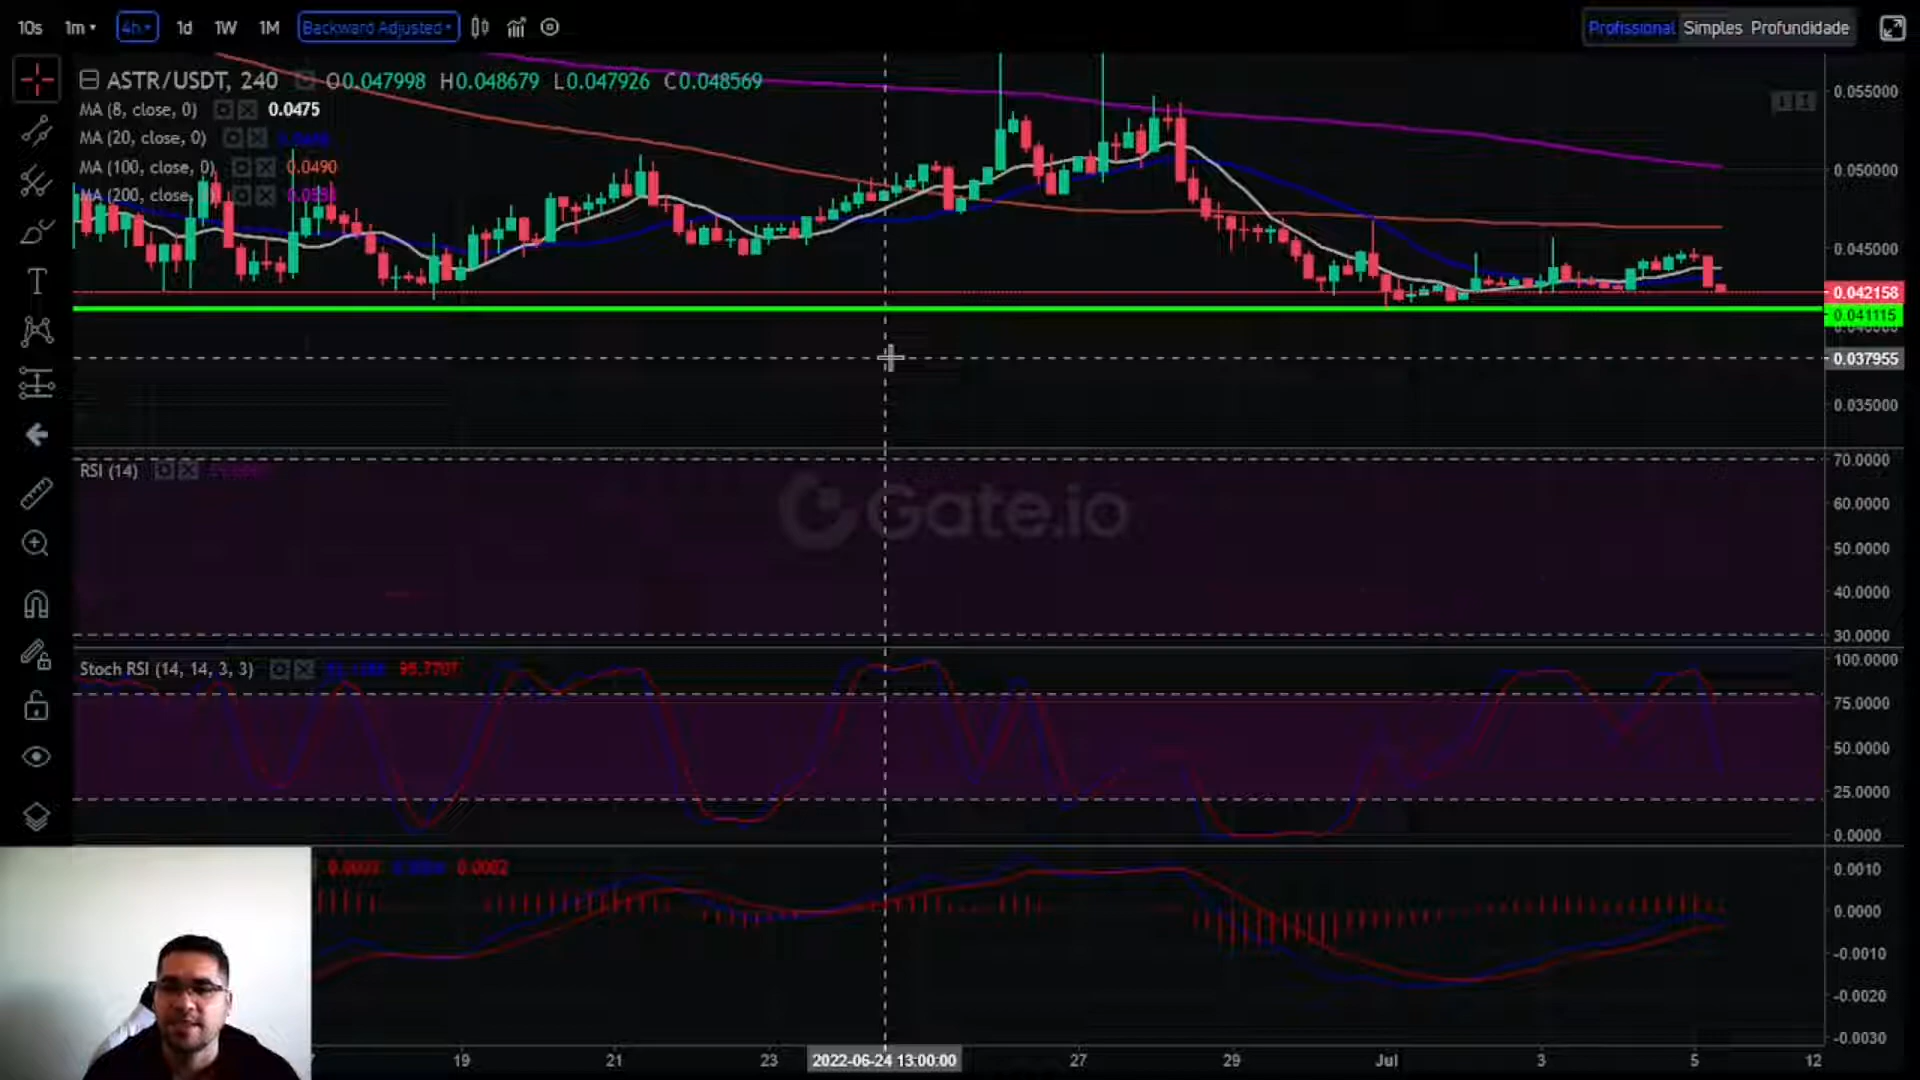 10s 1m 4h 1d 1W 1M Backward Adjusted Profissional Simples Profundidade
ASTR/USDT, 240 O0.047998 H0.048679 L0.047926 C0.048569
MA (8, close, 0) 0.0475
MA (20, close, 0)
MA (100, close, 0) 0.0490
MA (200, close,
0.055000
0.050000
0.045000
0.042158
0.041115
0.037955
0.035000
RSI (14)
Gate.io
70.0000
60.0000
50.0000
40.0000
30.0000
Stoch RSI (14, 14, 3, 3)
100.0000
75.0000
50.0000
25.0000
0.0000
0.0002
0.0010
0.0000
-0.0010
-0.0020
-0.0030
19 21 23 2022-06-24 13:00:00 27 29 Jul 3 5 12